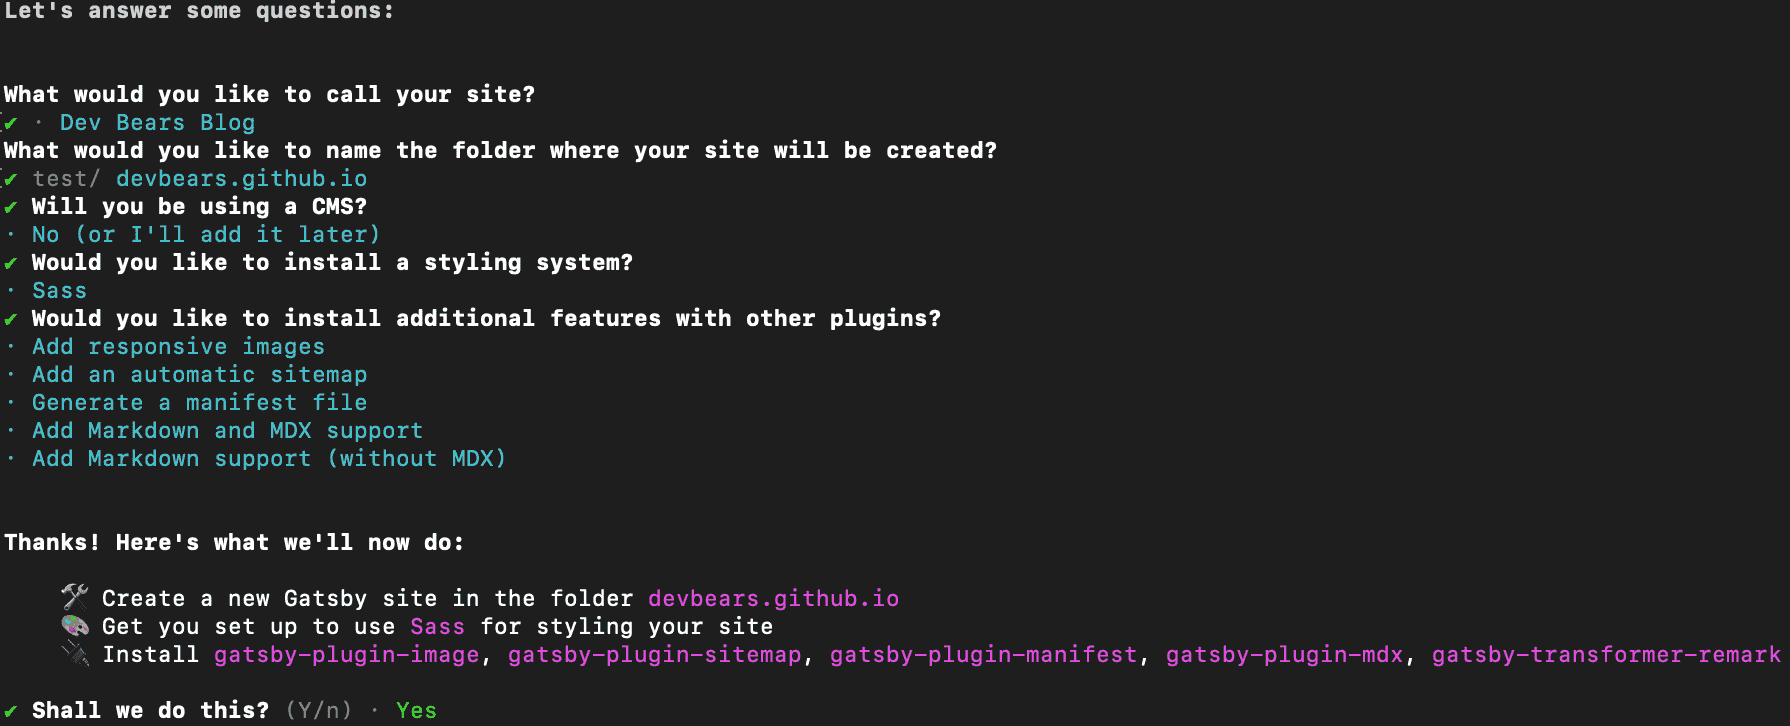 Let's answer some questions:
What would you like to call your site?
✔ · Dev Bears Blog
What would you like to name the folder where your site will be created?
✔ test/ devbears.github.io
✔ Will you be using a CMS?
· No (or I'll add it later)
✔ Would you like to install a styling system?
· Sass
✔ Would you like to install additional features with other plugins?
· Add responsive images
· Add an automatic sitemap
· Generate a manifest file
· Add Markdown and MDX support
· Add Markdown support (without MDX)
Thanks! Here's what we'll now do:
🛠 Create a new Gatsby site in the folder devbears.github.io
🎨 Get you set up to use Sass for styling your site
🔌 Install gatsby-plugin-image, gatsby-plugin-sitemap, gatsby-plugin-manifest, gatsby-plugin-mdx, gatsby-transformer-remark
✔ Shall we do this? (Y/n) · Yes